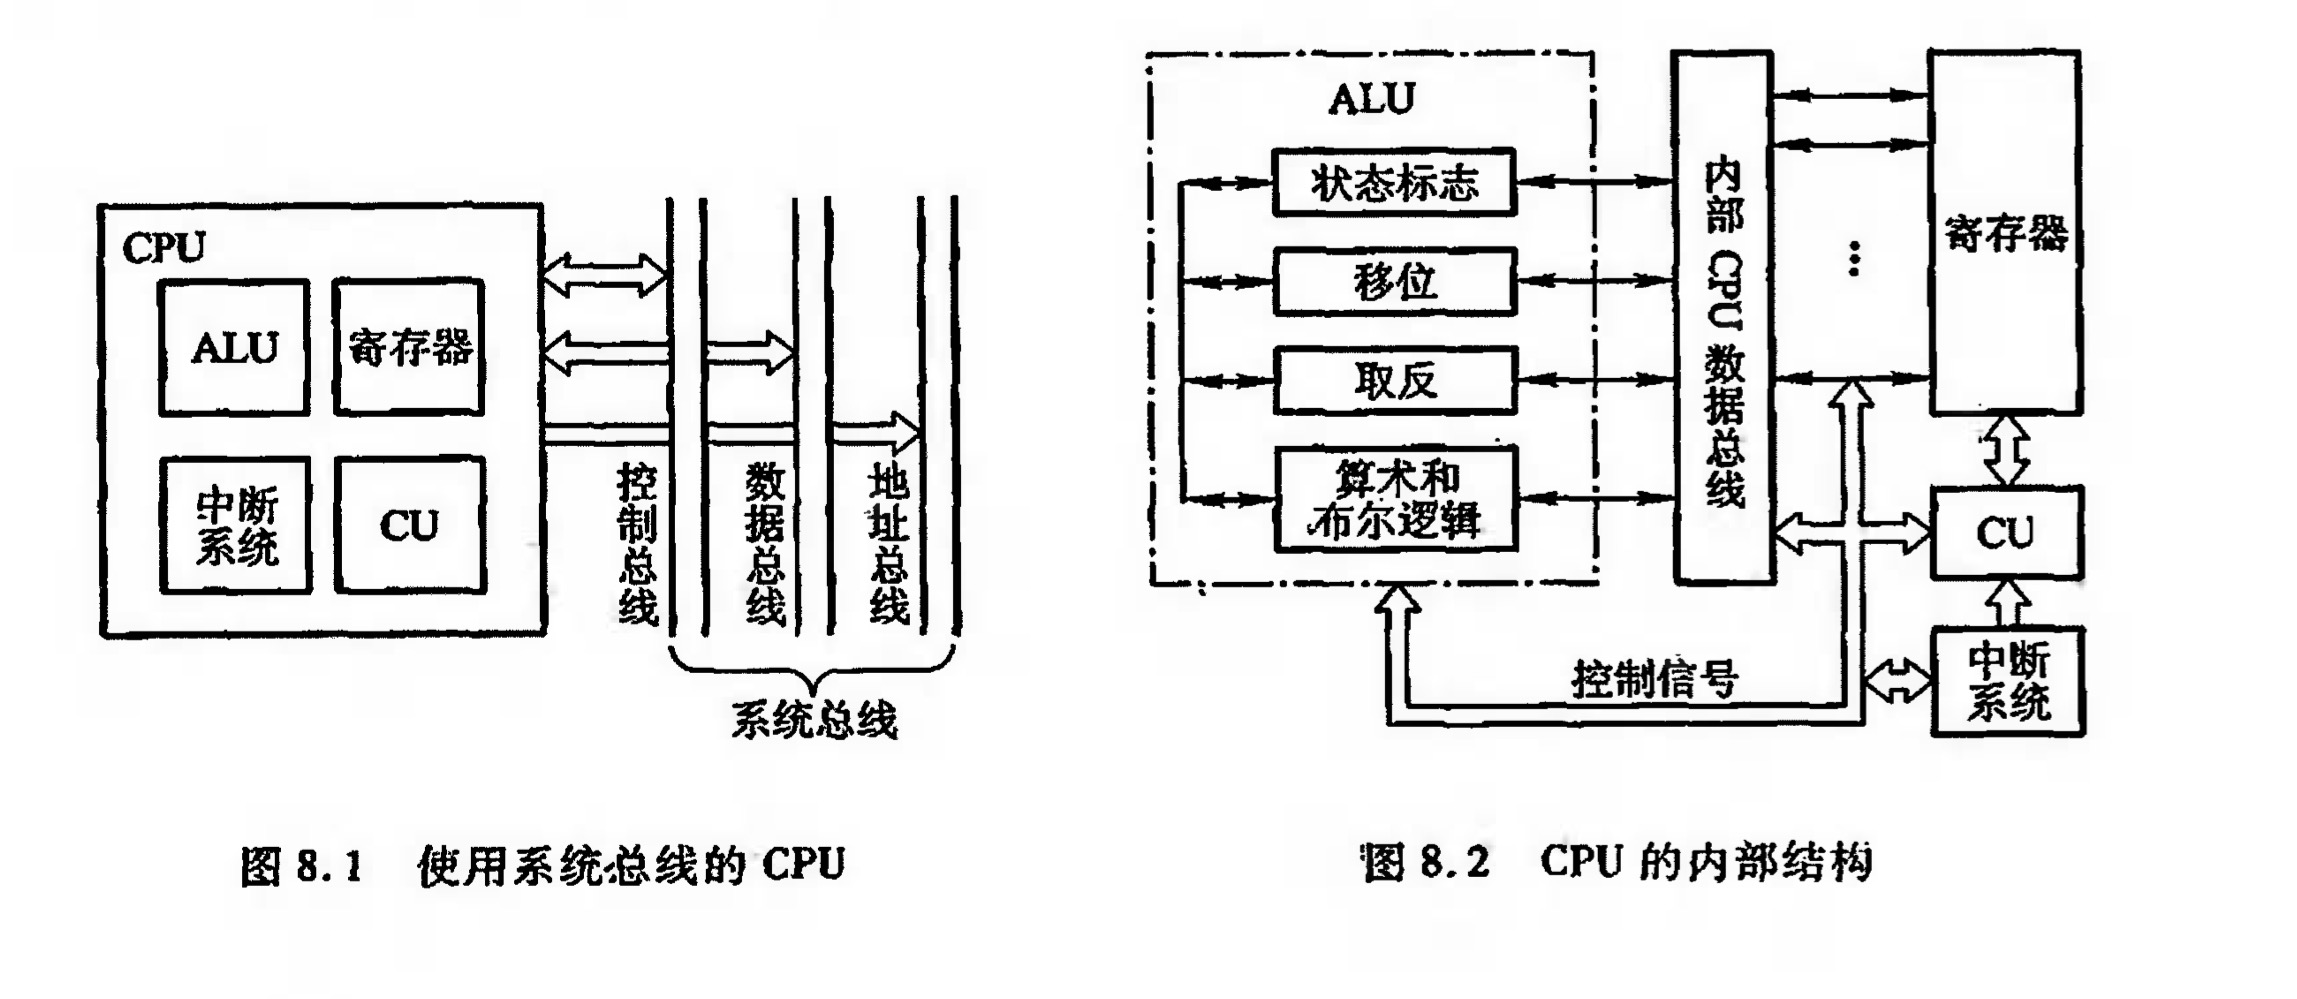 CPU
ALU
寄存器
中断
系统
CU
控制总线
数据总线
地址总线
系统总线
图 8.1 使用系统总线的 CPU
ALU
状态标志
移位
取反
算术和
布尔逻辑
内部 CPU 数据总线
寄存器
⋮
CU
中断
系统
控制信号
图 8.2 CPU 的内部结构